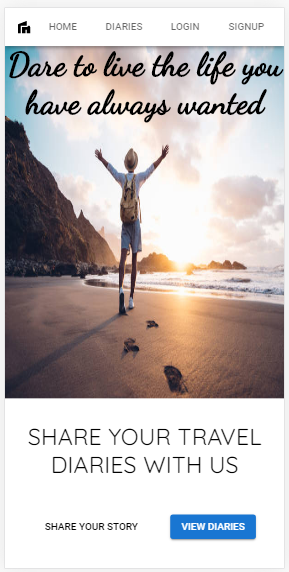 HOME DIARIES LOGIN SIGNUP
Dare to live the life you
have always wanted
SHARE YOUR TRAVEL
DIARIES WITH US
SHARE YOUR STORY VIEW DIARIES